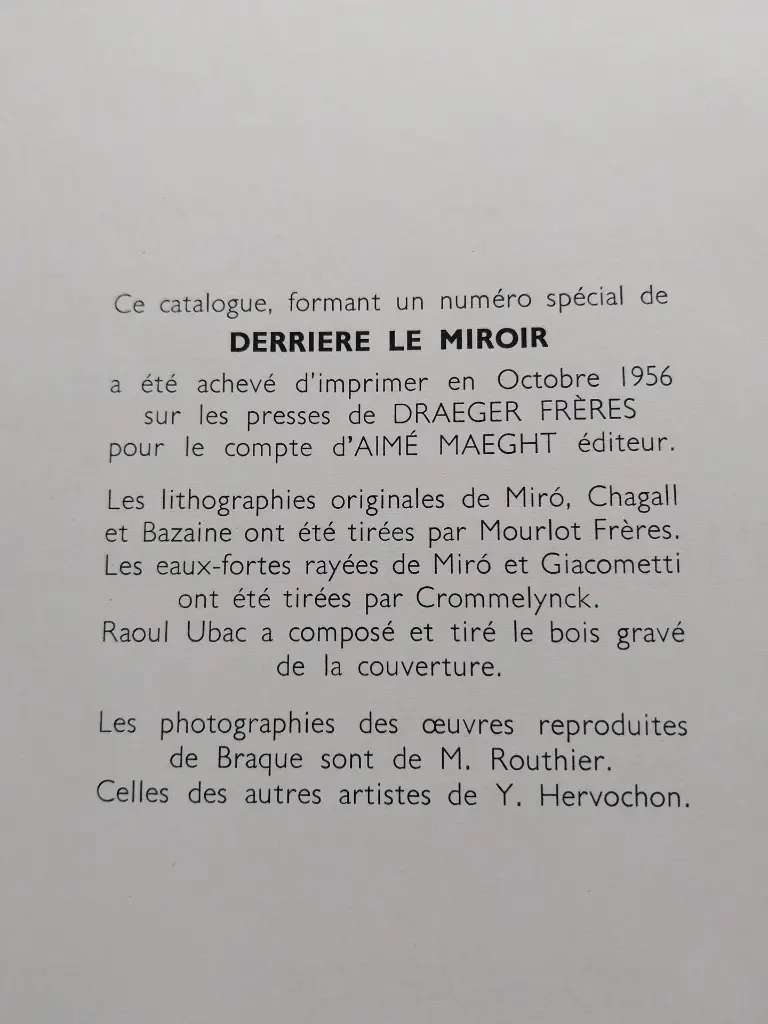 Ce catalogue, formant un numéro spécial de
DERRIERE LE MIROIR
a été achevé d'imprimer en Octobre 1956
sur les presses de DRAEGER FRÈRES
pour le compte d'AIMÉ MAEGHT éditeur.
Les lithographies originales de Miró, Chagall
et Bazaine ont été tirées par Mourlot Frères.
Les eaux-fortes rayées de Miró et Giacometti
ont été tirées par Crommelynck.
Raoul Ubac a composé et tiré le bois gravé
de la couverture.
Les photographies des œuvres reproduites
de Braque sont de M. Routhier.
Celles des autres artistes de Y. Hervochon.